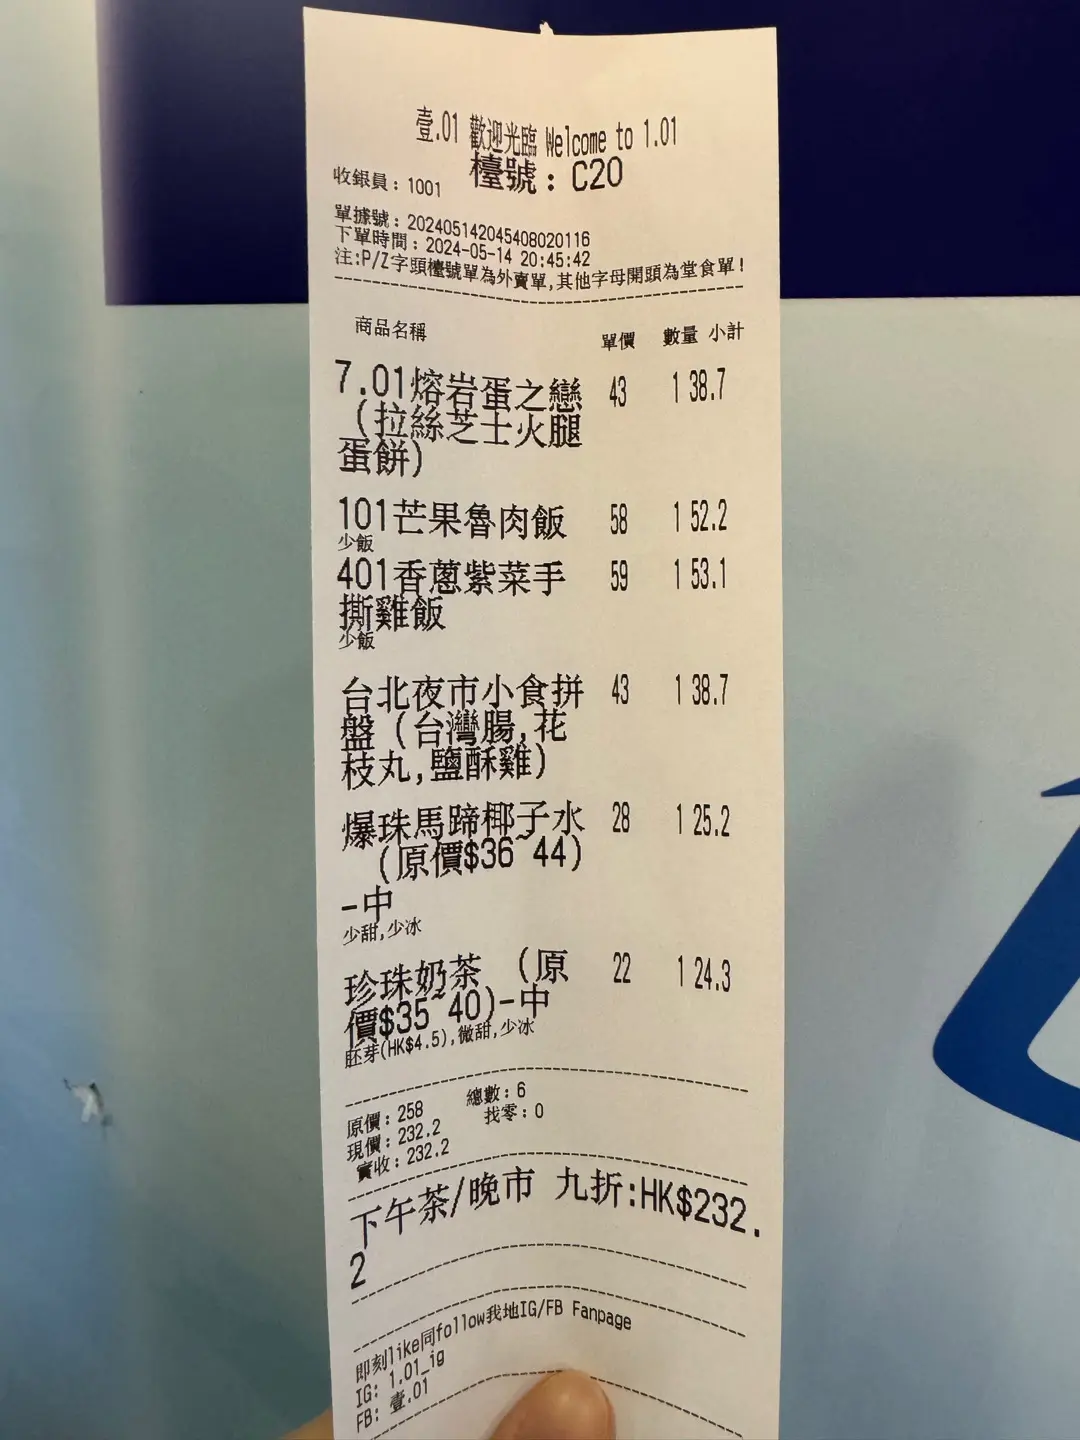 壹.01 歡迎光臨 Welcome to 1.01
收銀員：1001 檯號：C20
單據號：202405142045408020116
下單時間：2024-05-14 20:45:42
注:P/Z字頭檯號單為外賣單,其他字母開頭為堂食單!
商品名稱 單價 數量 小計
7.01熔岩蛋之戀 43 1 38.7
（拉絲芝士火腿
蛋餅)
101芒果魯肉飯 58 1 52.2
少飯
401香蔥紫菜手 59 1 53.1
撕雞飯
少飯
台北夜市小食拼 43 1 38.7
盤（台灣腸,花
枝丸,鹽酥雞)
爆珠馬蹄椰子水 28 1 25.2
（原價$36~44)
-中
少甜,少冰
珍珠奶茶 （原 22 1 24.3
價$35~40)-中
胚芽(HK$4.5),微甜,少冰
原價：258 總數：6
現價：232.2 找零：0
實收：232.2
下午茶/晚市 九折:HK$232.
2
即刻like同follow我地IG/FB Fanpage
IG: 1.01_ig
FB: 壹.01